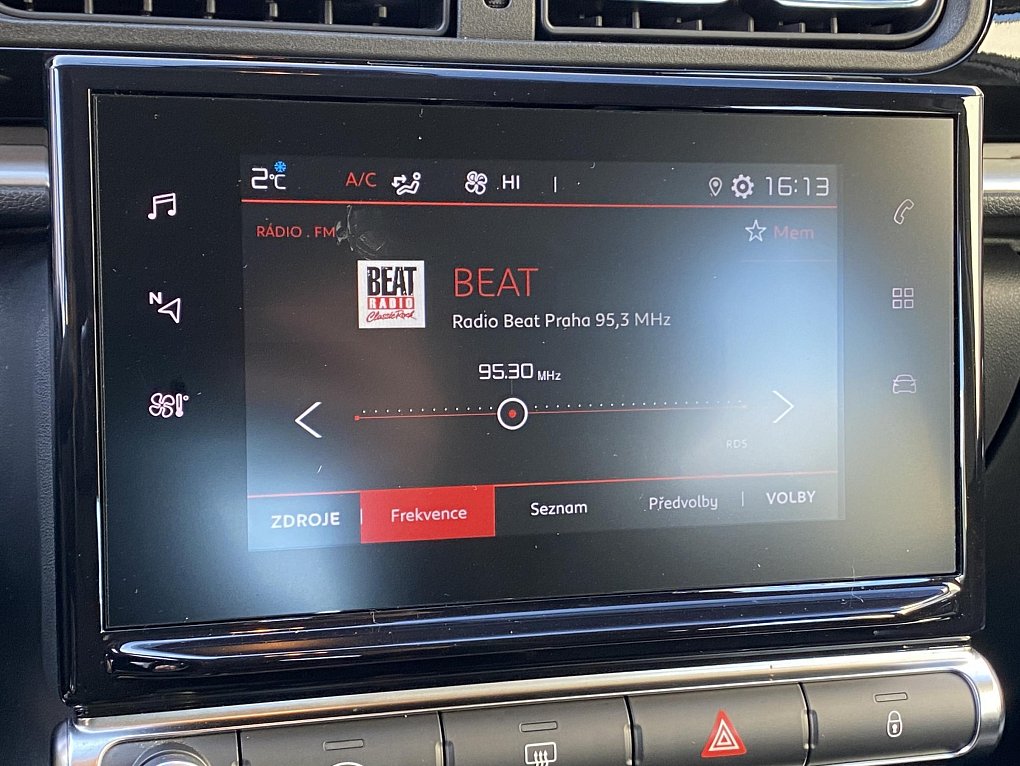 2°C A/C HI 16:13
RÁDIO . FM Mem
BEAT
RADIO
Classic Rock
BEAT
Radio Beat Praha 95,3 MHz
95.30 MHz
N
RDS
ZDROJE Frekvence Seznam Předvolby VOLBY